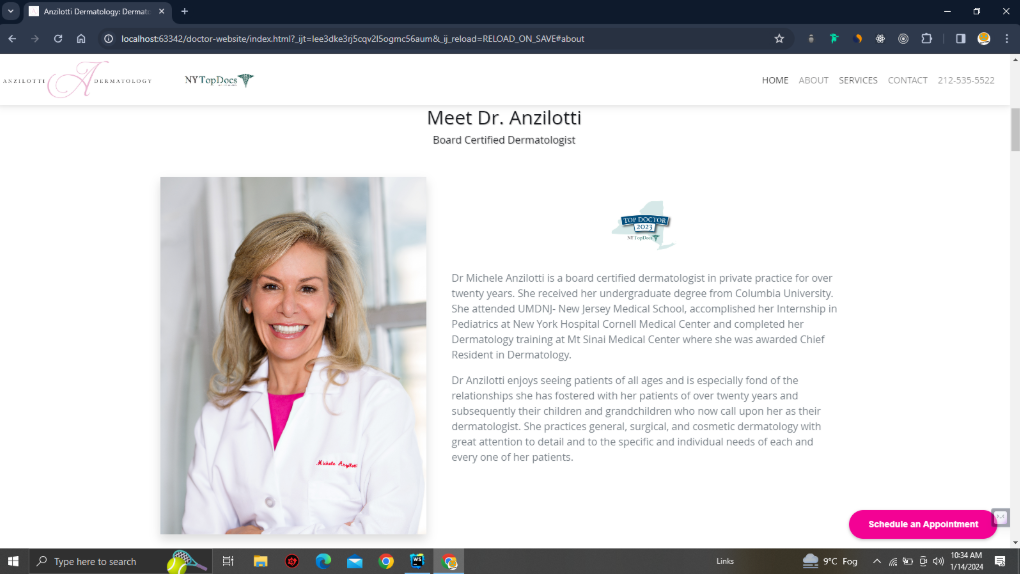 Anzilotti Dermatology: Dermato
localhost:63342/doctor-website/index.html?_ijt=lee3dke3rj5cqv2l5ogmc56aum&_ij_reload=RELOAD_ON_SAVE#about
ANZILOTTI A DERMATOLOGY
NYTopDocs
HOME
ABOUT
SERVICES
CONTACT
212-535-5522
Meet Dr. Anzilotti
Board Certified Dermatologist
TOP DOCTOR
2023
NYTopDocs
Dr Michele Anzilotti is a board certified dermatologist in private practice for over
twenty years. She received her undergraduate degree from Columbia University.
She attended UMDNJ- New Jersey Medical School, accomplished her Internship in
Pediatrics at New York Hospital Cornell Medical Center and completed her
Dermatology training at Mt Sinai Medical Center where she was awarded Chief
Resident in Dermatology.
Dr Anzilotti enjoys seeing patients of all ages and is especially fond of the
relationships she has fostered with her patients of over twenty years and
subsequently their children and grandchildren who now call upon her as their
dermatologist. She practices general, surgical, and cosmetic dermatology with
great attention to detail and to the specific and individual needs of each and
every one of her patients.
Michele Anzilotti
Schedule an Appointment
Type here to search
Links
9°C Fog
10:34 AM
1/14/2024